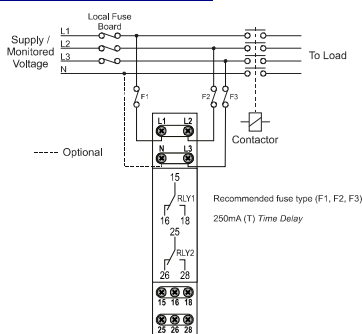 Local Fuse
Board
Supply /
Monitored
Voltage
L1
L2
L3
N
To Load
F1
F2
F3
L1 L2
Contactor
Optional
N L3
15
RLY1
16 18
Recommended fuse type (F1, F2, F3)
250mA (T) Time Delay
25
RLY2
26 28
15 16 18
25 26 28